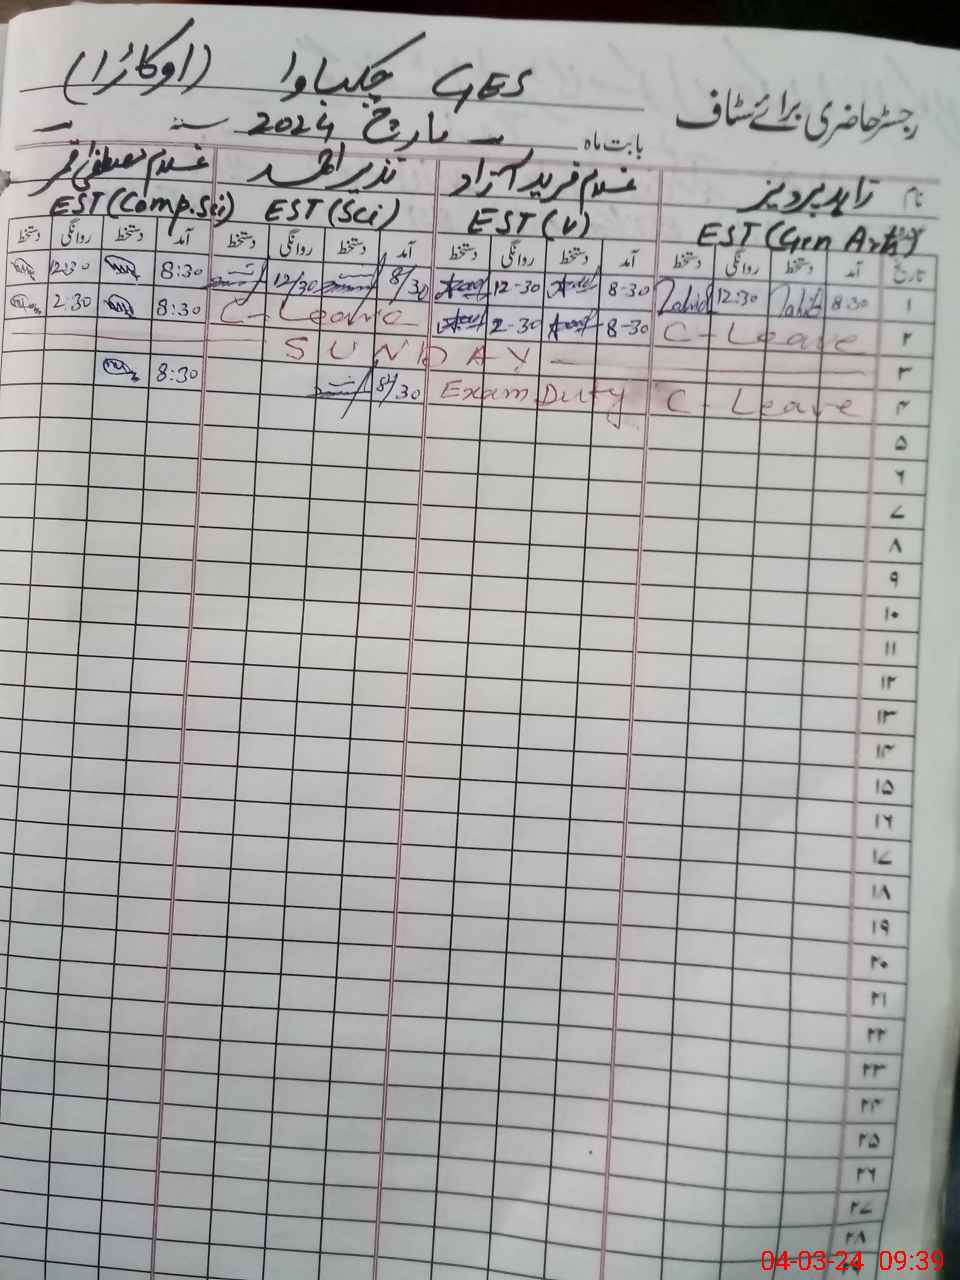 رجسٹر حاضری برائے سٹاف
GES چکباوا (اوکاڑا)
بابت ماہ مارچ 2024 سنہ
نام زاہد پرویز غلام فرید آزاد نذیر احمد غلام مصطفیٰ قمر
EST (Gen Arts) EST (V) EST (Sci) EST (Comp.Sci)
تاریخ آمد دستخط روانگی دستخط آمد دستخط روانگی دستخط آمد دستخط روانگی دستخط آمد دستخط روانگی دستخط
۱ 8:30 Zahid 12:30 Zahid 8-30 12-30 8/30 12/30 8:30 12:30
۲ C-Leave 8-30 2-30 C-Leave 8:30 2:30
۳ SUNDAY
۴ C-Leave Exam Duty 8/30 8:30
۵
۶
۷
۸
۹
۱۰
۱۱
۱۲
۱۳
۱۴
۱۵
۱۶
۱۷
۱۸
۱۹
۲۰
۲۱
۲۲
۲۳
۲۴
۲۵
۲۶
۲۷
۲۸
04-03-24 09:39